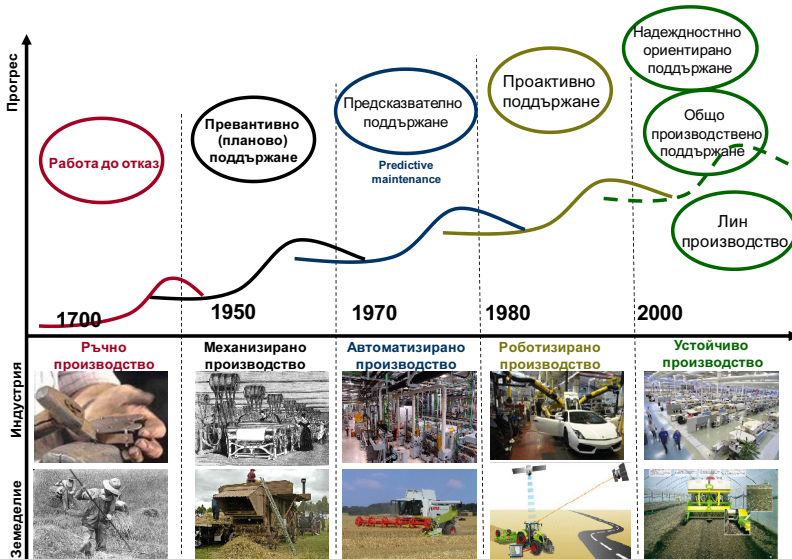 Прогрес
Работа до отказ
Превантивно
(планово)
поддържане
Предсказвателно
поддържане
Predictive
maintenance
Проактивно
поддържане
Надеждностнно
ориентирано
поддържане
Общо
производствено
поддържане
Лин
производство
1700
1950
1970
1980
2000
Индустрия
Ръчно
производство
Механизирано
производство
Автоматизирано
производство
Роботизирано
производство
Устойчиво
производство
Земеделие